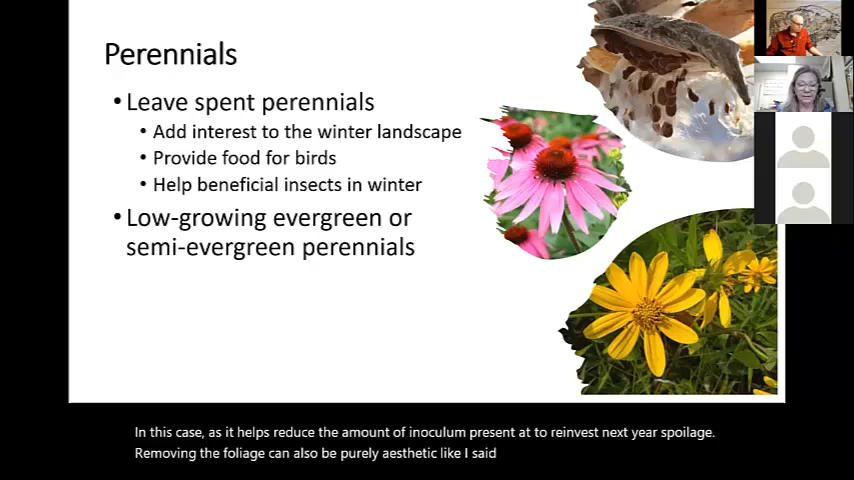 Perennials
• Leave spent perennials
• Add interest to the winter landscape
• Provide food for birds
• Help beneficial insects in winter
• Low-growing evergreen or
semi-evergreen perennials
In this case, as it helps reduce the amount of inoculum present at to reinvest next year spoilage.
Removing the foliage can also be purely aesthetic like I said